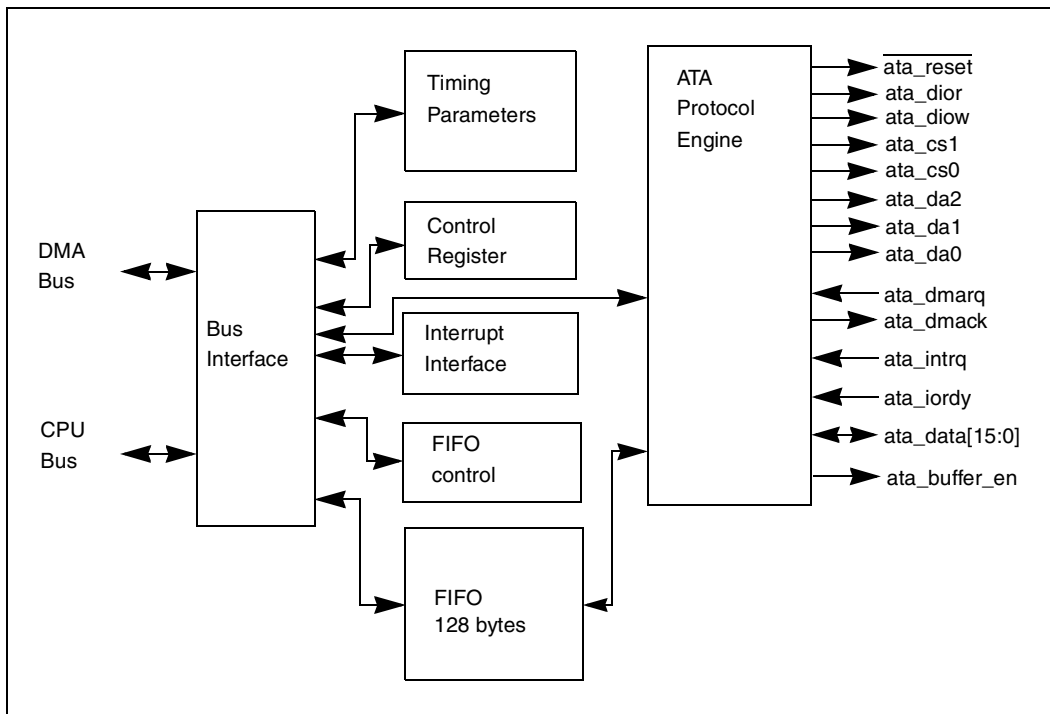 DMA
Bus
CPU
Bus
Bus
Interface
Timing
Parameters
Control
Register
Interrupt
Interface
FIFO
control
FIFO
128 bytes
ATA
Protocol
Engine
ata_reset
ata_dior
ata_diow
ata_cs1
ata_cs0
ata_da2
ata_da1
ata_da0
ata_dmarq
ata_dmack
ata_intrq
ata_iordy
ata_data[15:0]
ata_buffer_en